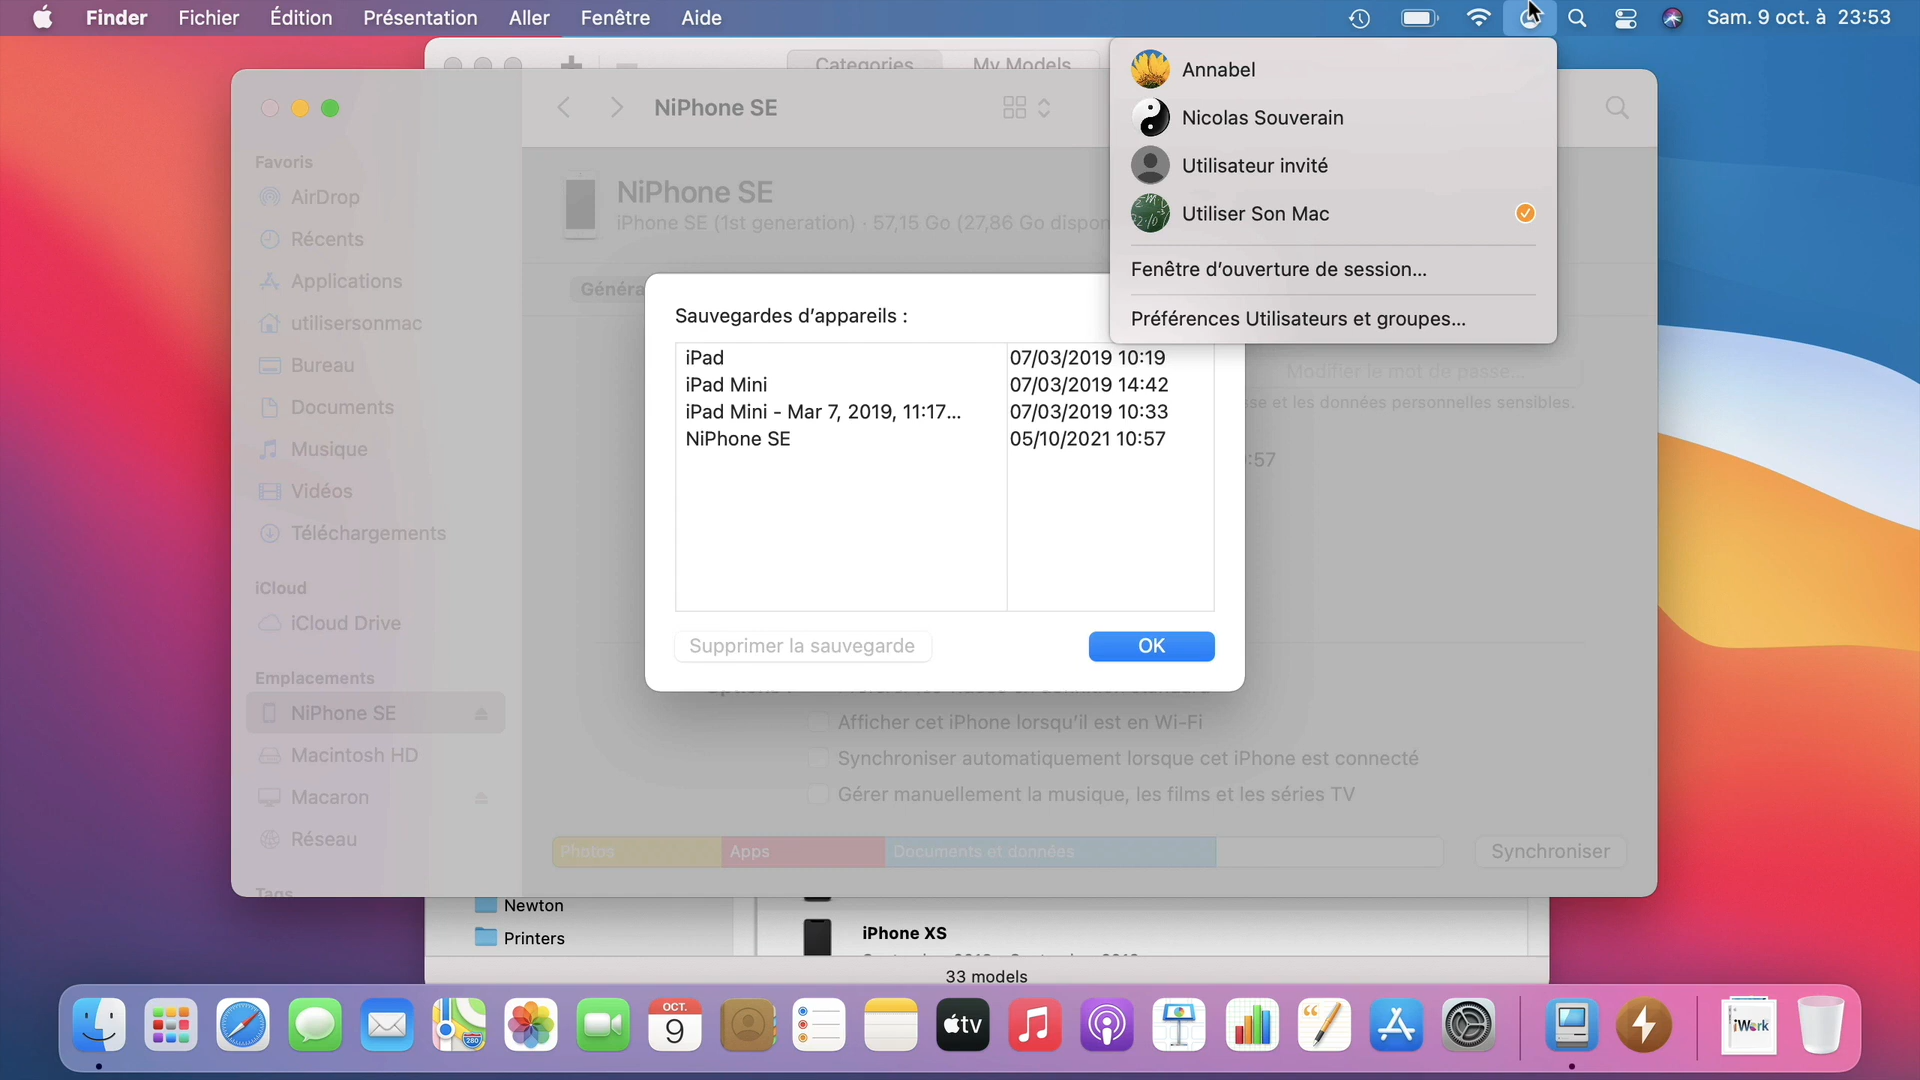 Finder Fichier Édition Présentation Aller Fenêtre Aide
Sam. 9 oct. à 23:53
Categories My Models
Annabel
Nicolas Souverain
Utilisateur invité
Utiliser Son Mac
Fenêtre d'ouverture de session...
Préférences Utilisateurs et groupes...
NiPhone SE
Favoris
AirDrop
Récents
Applications
utilisersonmac
Bureau
Documents
Musique
Vidéos
Téléchargements
iCloud
iCloud Drive
Emplacements
NiPhone SE
Macintosh HD
Macaron
Réseau
Tags
NiPhone SE
iPhone SE (1st generation) · 57,15 Go (27,86 Go
Sauvegardes d'appareils :
iPad 07/03/2019 10:19
iPad Mini 07/03/2019 14:42
iPad Mini - Mar 7, 2019, 11:17... 07/03/2019 10:33
NiPhone SE 05/10/2021 10:57
Supprimer la sauvegarde
OK
Modifier le mot de passe...
et les données personnelles sensibles.
:57
Afficher cet iPhone lorsqu'il est en Wi-Fi
Synchroniser automatiquement lorsque cet iPhone est connecté
Gérer manuellement la musique, les films et les séries TV
Photos Apps Documents et données
Synchroniser
Newton
Printers
iPhone XS
33 models
280
OCT.
9
tv
iWork